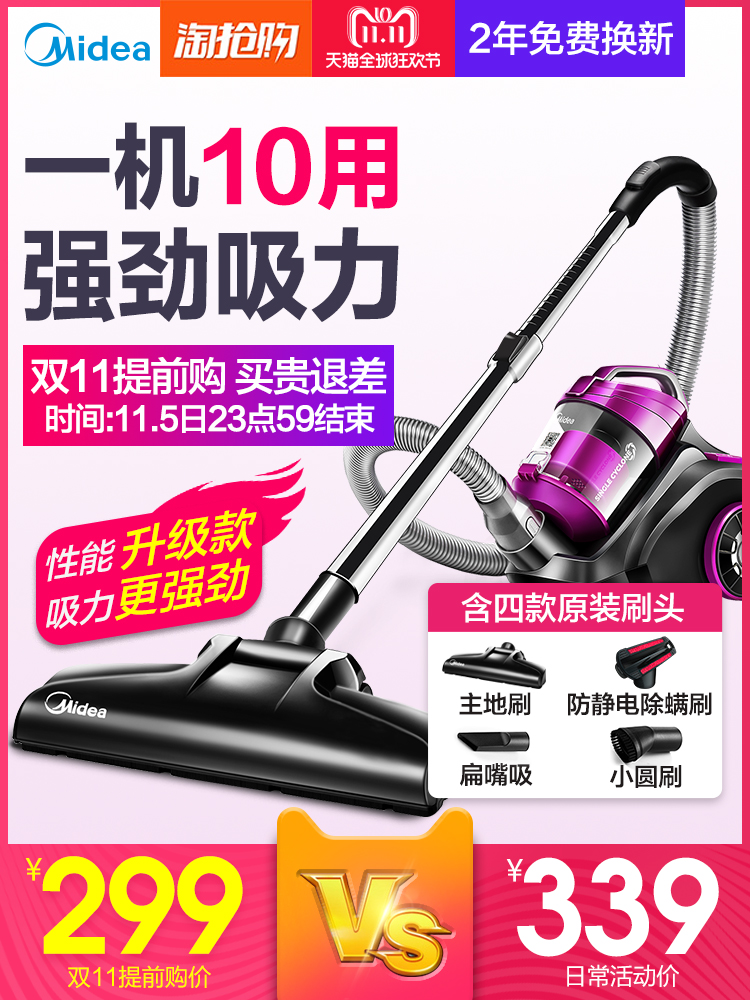 Midea
淘抢购
10
11.11
天猫全球狂欢节
2年免费换新
一机10用
强劲吸力
双11提前购 买贵退差
时间:11.5日23点59结束
性能升级款
吸力更强劲
Midea
SINGLE CYCLONE
Midea
含四款原装刷头
主地刷
防静电除螨刷
扁嘴吸
小圆刷
¥299
双11提前购价
VS
¥339
日常活动价